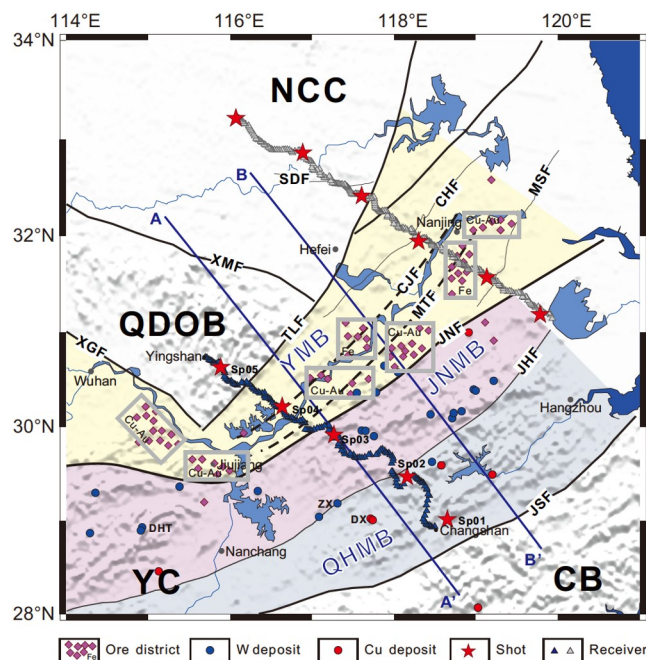 114°E 116°E 118°E 120°E
34°N
NCC
B
SDF
CHF
MSF
A
Nanjing
Cu-Au
32°N
Hefei
XMF
CJF
Fe
MTF
QDOB
TLF
YMB
Fe
Cu-Au
JNF
XGF
Yingshan
Sp05
JNMB
JHF
Wuhan
Cu-Au
Sp04
Hangzhou
30°N
Cu-Au
Sp03
Cu-Au
Jiujiang
Sp02
ZX
DX
Sp01
JSF
DHT
Changshan
Nanchang
QHMB
B'
YC
A'
CB
28°N
Fe
Ore district
W deposit
Cu deposit
Shot
Receiver